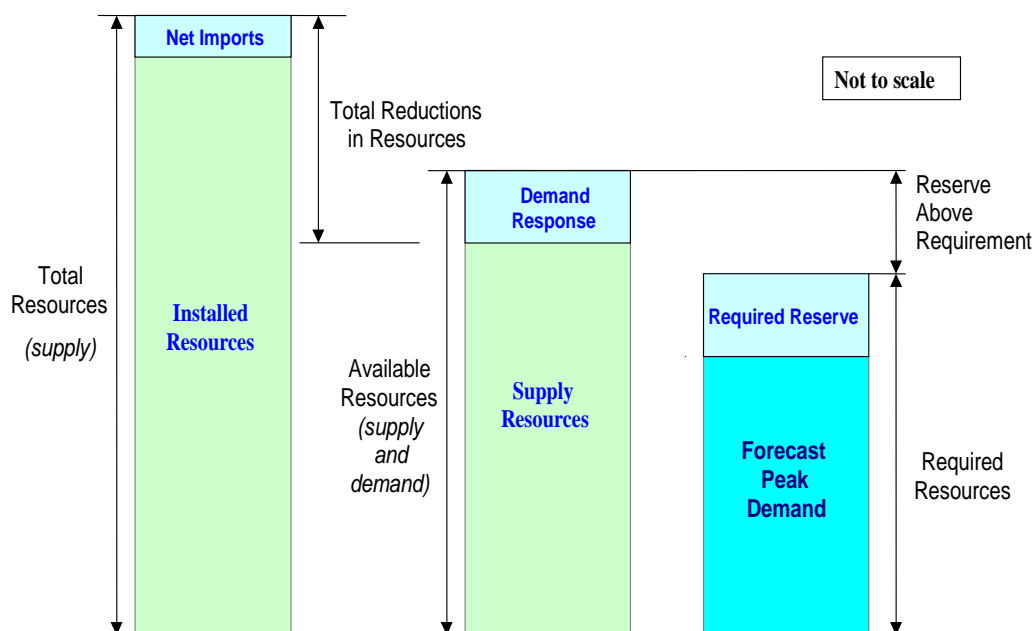 Net Imports
Not to scale
Total Reductions
in Resources
Demand
Response
Reserve
Above
Requirement
Total
Resources
(supply)
Installed
Resources
Required Reserve
Available
Resources
(supply
and
demand)
Supply
Resources
Forecast
Peak
Demand
Required
Resources